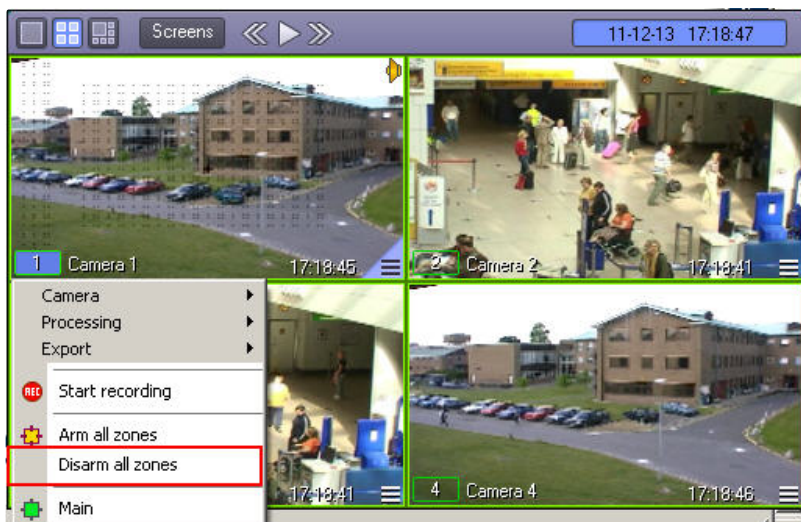 Screens
11-12-13 17:18:47
1 Camera 1 17:18:45
2 Camera 2 17:18:41
Camera
Processing
Export
REC Start recording
Arm all zones
Disarm all zones
Main
17:18:41
4 Camera 4 17:18:46